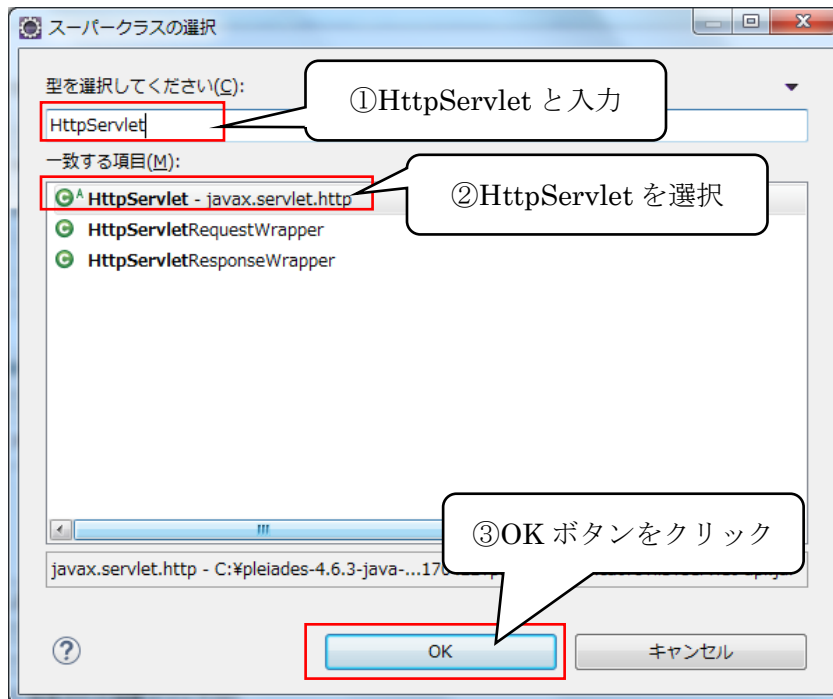 スーパークラスの選択
型を選択してください(C):
①HttpServlet と入力
HttpServlet
一致する項目(M):
HttpServlet - javax.servlet.http
②HttpServlet を選択
HttpServletRequestWrapper
HttpServletResponseWrapper
③OK ボタンをクリック
javax.servlet.http - C:¥pleiades-4.6.3-java-...
OK
キャンセル